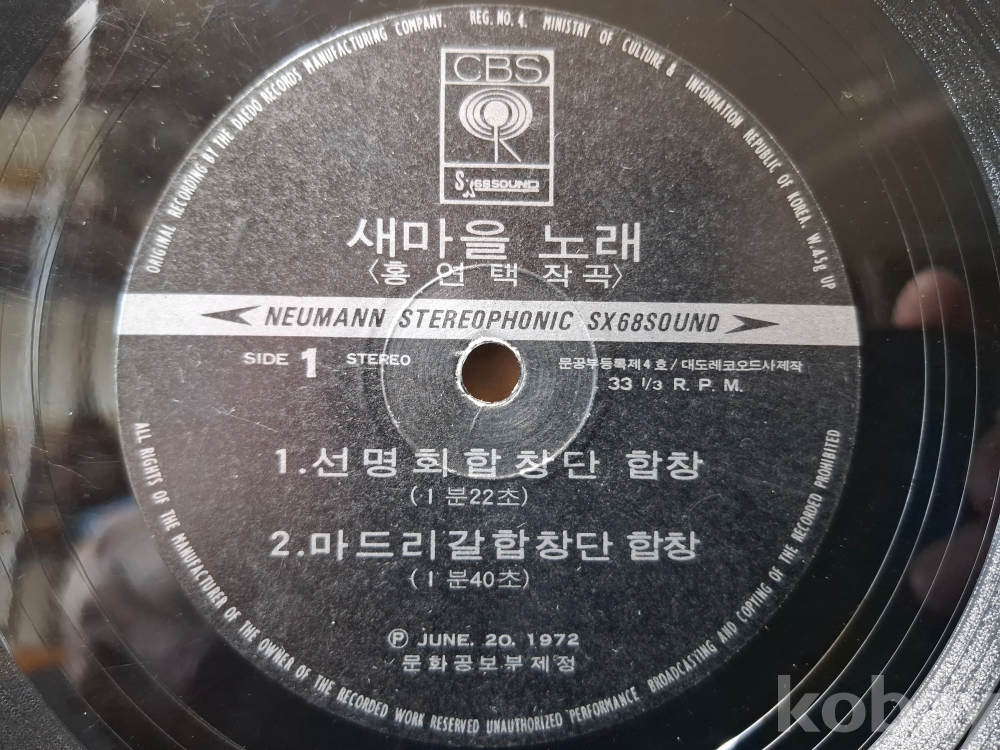 ORIGINAL RECORDING BY THE DAEDO RECORDS MANUFACTURING COMPANY. REG. NO. 4. MINISTRY OF CULTURE & INFORMATION REPUBLIC OF KOREA. W.A.58 UP
CBS
SX68SOUND
새마을 노래
〈홍연택 작곡〉
NEUMANN STEREOPHONIC SX68SOUND
SIDE 1 STEREO
문공부등록제4호/대도레코오드사제작
33 1/3 R. P. M.
1.선명회합창단 합창
(1분22초)
2.마드리갈합창단 합창
(1분40초)
Ⓟ JUNE. 20. 1972
문화공보부제정
ALL RIGHTS OF THE MANUFACTURER OF THE OWNER OF THE RECORDED WORK RESERVED UNAUTHORIZED PERFORMANCE BROADCASTING AND COPYING OF THE RECORDED PROHIBITED